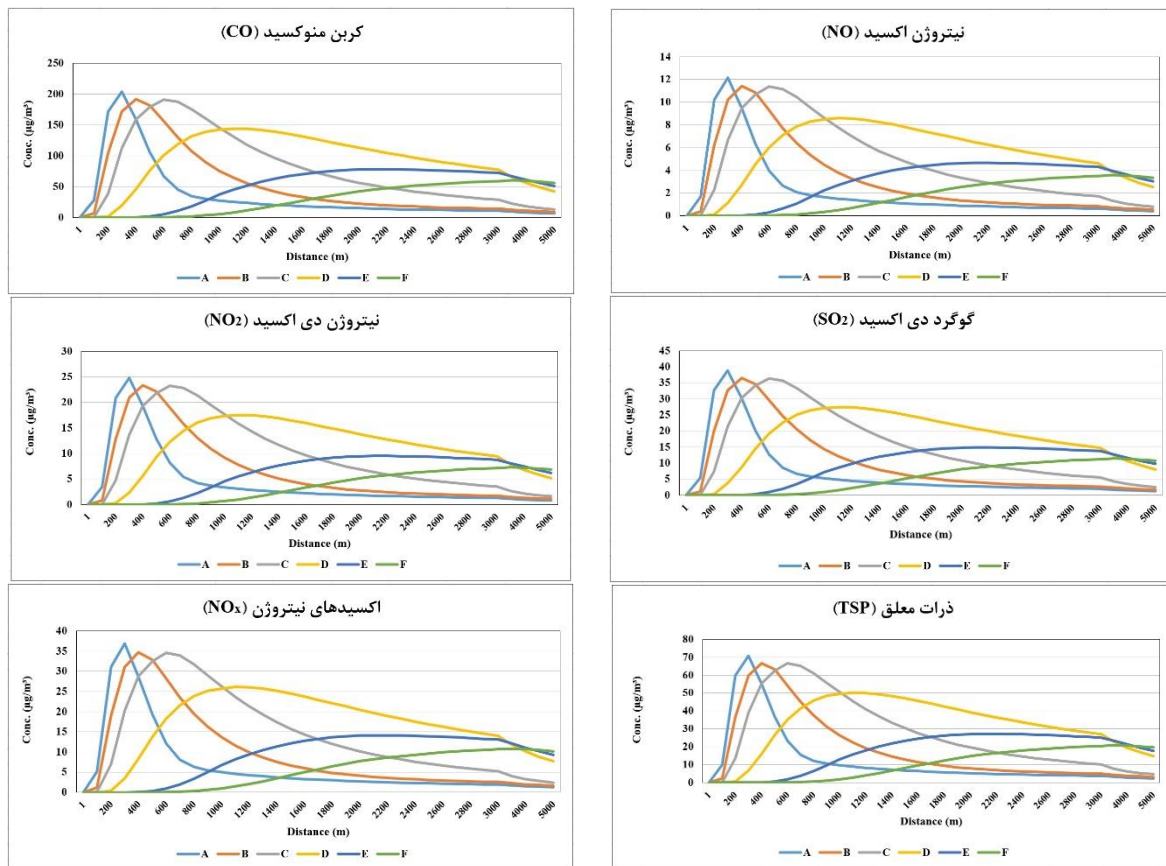 کربن منوکسید (CO)
Conc. (µg/m³)
250
200
150
100
50
0
1 200 400 600 800 1000 1200 1400 1600 1800 2000 2200 2400 2600 2800 3000 4000 5000
Distance (m)
A B C D E F
نیتروژن اکسید (NO)
Conc. (µg/m³)
14
12
10
8
6
4
2
0
1 200 400 600 800 1000 1200 1400 1600 1800 2000 2200 2400 2600 2800 3000 4000 5000
Distance (m)
A B C D E F
نیتروژن دی اکسید (NO₂)
Conc. (µg/m³)
30
25
20
15
10
5
0
1 200 400 600 800 1000 1200 1400 1600 1800 2000 2200 2400 2600 2800 3000 4000 5000
Distance (m)
A B C D E F
گوگرد دی اکسید (SO₂)
Conc. (µg/m³)
45
40
35
30
25
20
15
10
5
0
1 200 400 600 800 1000 1200 1400 1600 1800 2000 2200 2400 2600 2800 3000 4000 5000
Distance (m)
A B C D E F
اکسیدهای نیتروژن (NOₓ)
Conc. (µg/m³)
40
35
30
25
20
15
10
5
0
1 200 400 600 800 1000 1200 1400 1600 1800 2000 2200 2400 2600 2800 3000 4000 5000
Distance (m)
A B C D E F
ذرات معلق (TSP)
Conc. (µg/m³)
80
70
60
50
40
30
20
10
0
1 200 400 600 800 1000 1200 1400 1600 1800 2000 2200 2400 2600 2800 3000 4000 5000
Distance (m)
A B C D E F